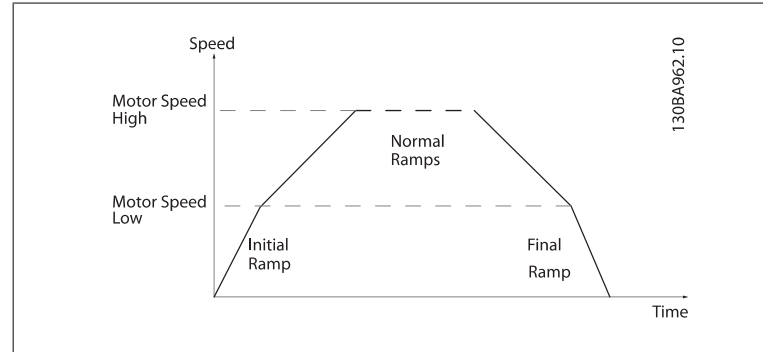 Speed
130BA962.10
Motor Speed
High
Normal
Ramps
Motor Speed
Low
Initial
Ramp
Final
Ramp
Time